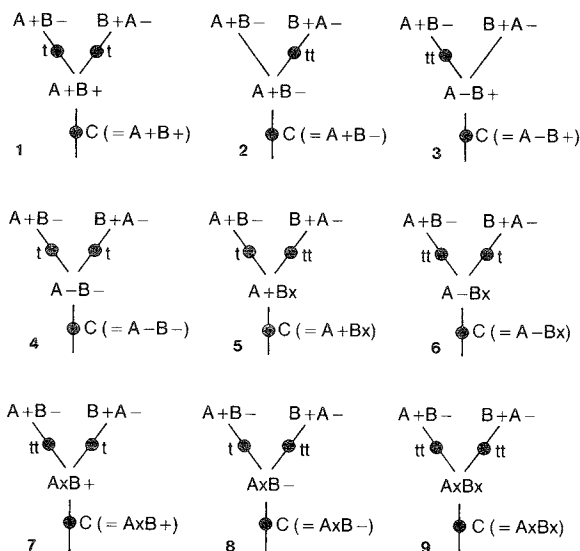 A+B− B+A− A+B− B+A− A+B− B+A−
t t tt tt
A+B+ A+B− A−B+
1 C (= A+B+) 2 C (= A+B−) 3 C (= A−B+)
A+B− B+A− A+B− B+A− A+B− B+A−
t t t tt tt t
A−B− A+Bx A−Bx
4 C (= A−B−) 5 C (= A+Bx) 6 C (= A−Bx)
A+B− B+A− A+B− B+A− A+B− B+A−
tt t t tt tt tt
AxB+ AxB− AxBx
7 C (= AxB+) 8 C (= AxB−) 9 C (= AxBx)